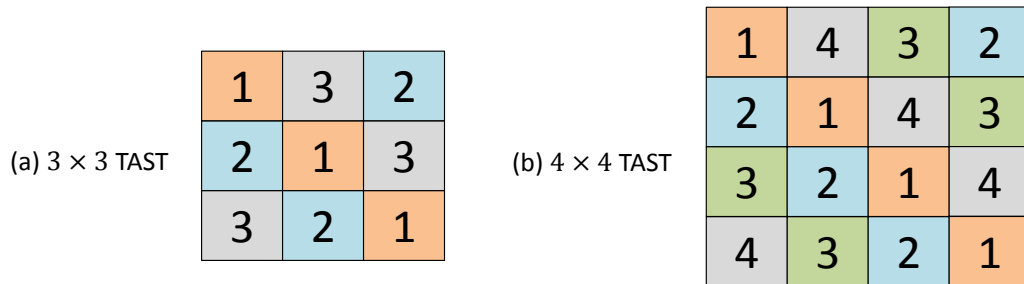 (a) 3 × 3 TAST
1 3 2
2 1 3
3 2 1
(b) 4 × 4 TAST
1 4 3 2
2 1 4 3
3 2 1 4
4 3 2 1